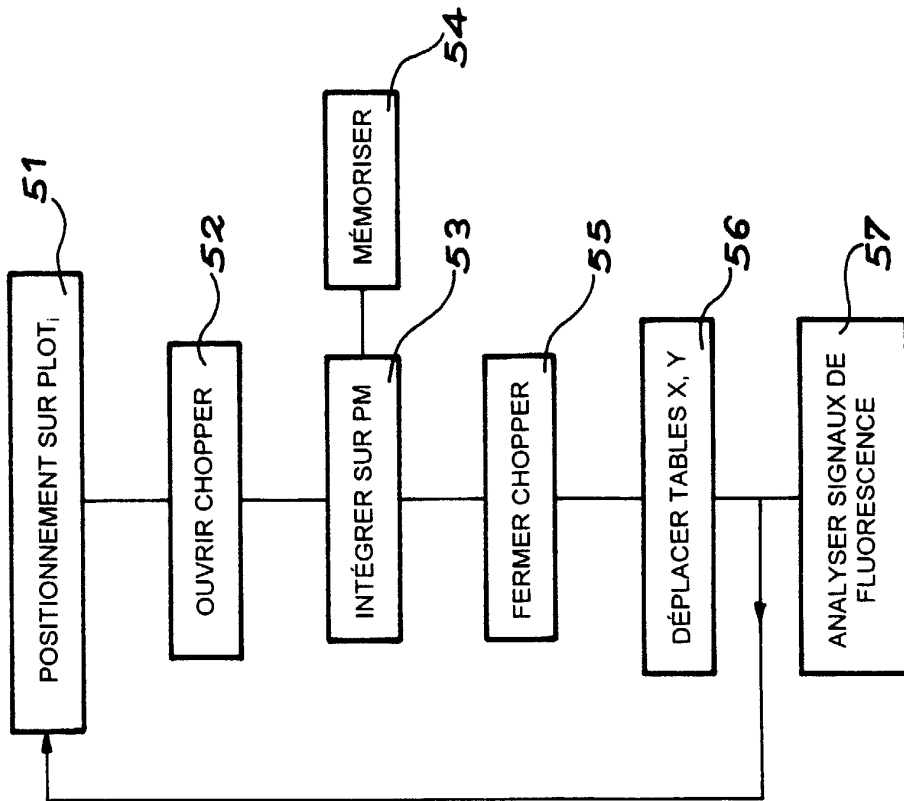 POSITIONNEMENT SUR PLOTi
51
OUVRIR CHOPPER
52
INTÉGRER SUR PM
53
MÉMORISER
54
FERMER CHOPPER
55
DÉPLACER TABLES X, Y
56
ANALYSER SIGNAUX DE
FLUORESCENCE
57